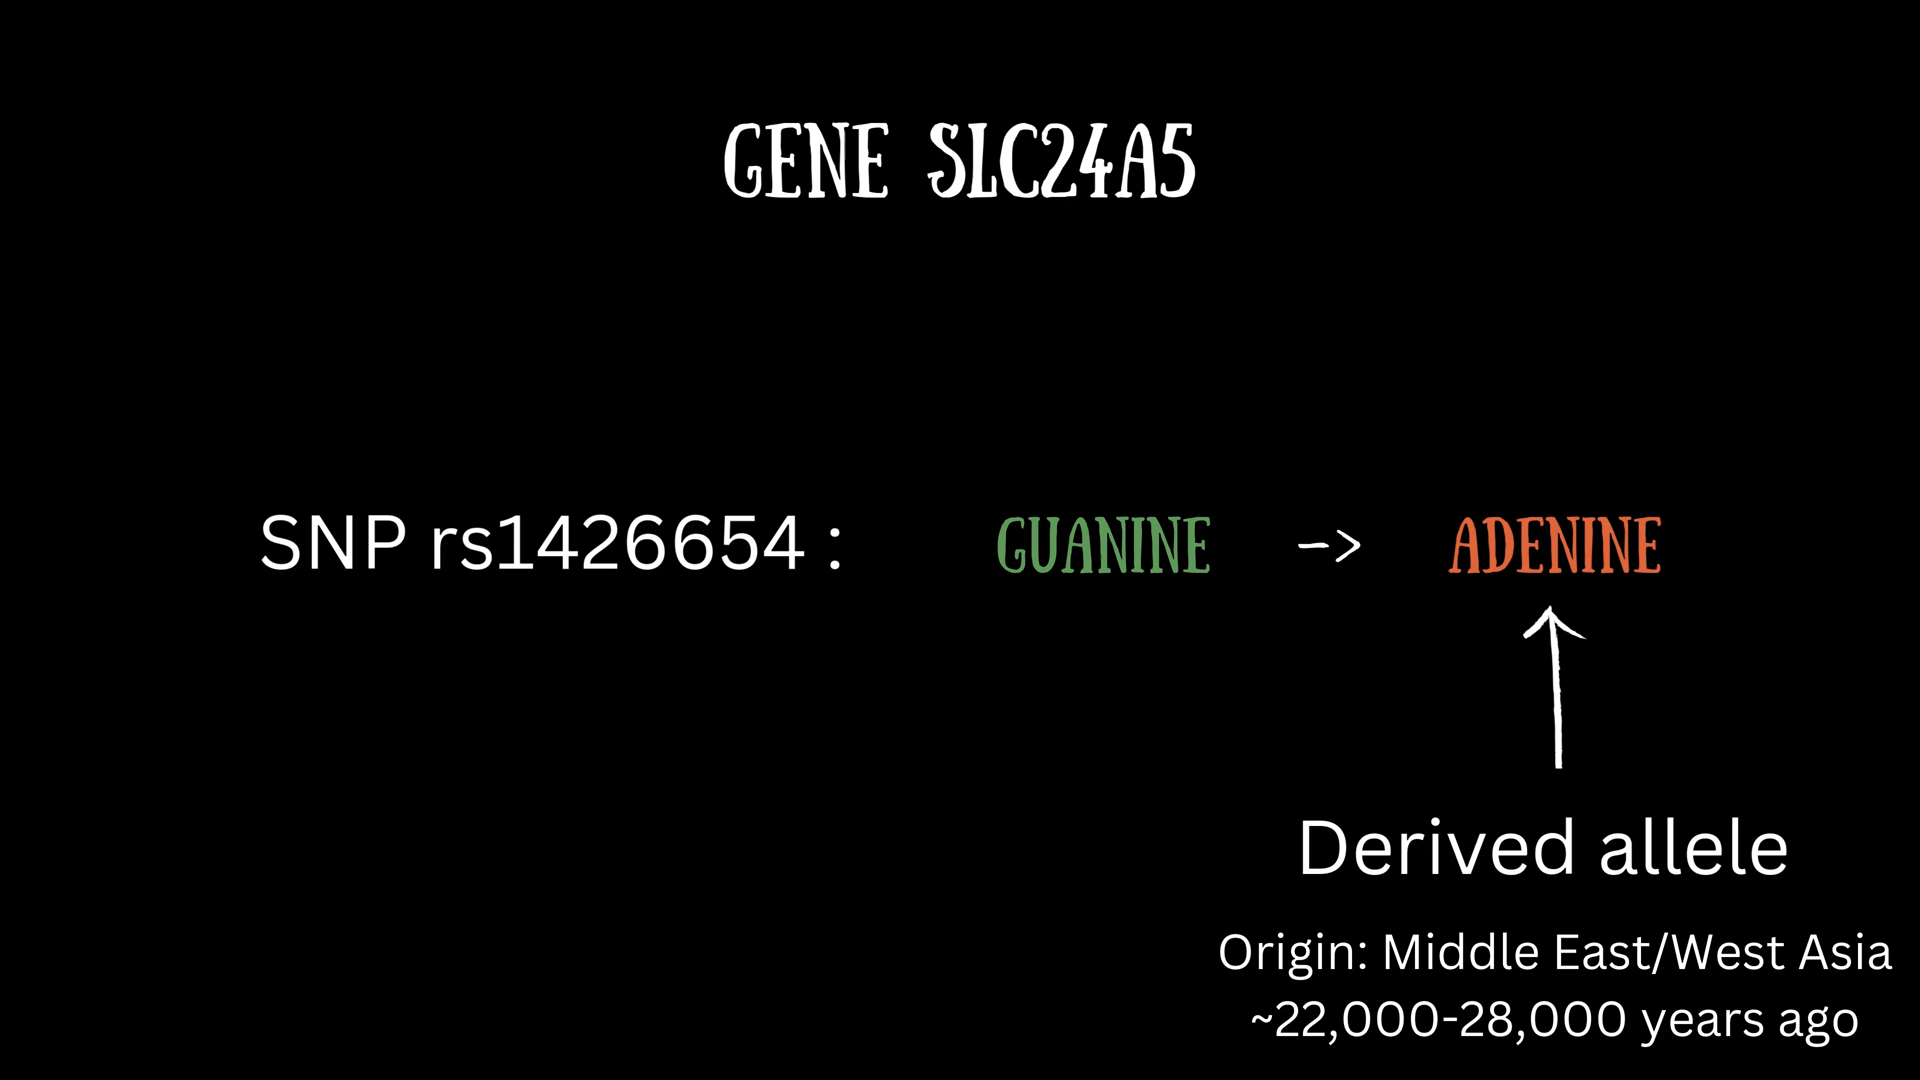 GENE SLC24A5
SNP rs1426654 : GUANINE -> ADENINE
Derived allele
Origin: Middle East/West Asia
~22,000-28,000 years ago